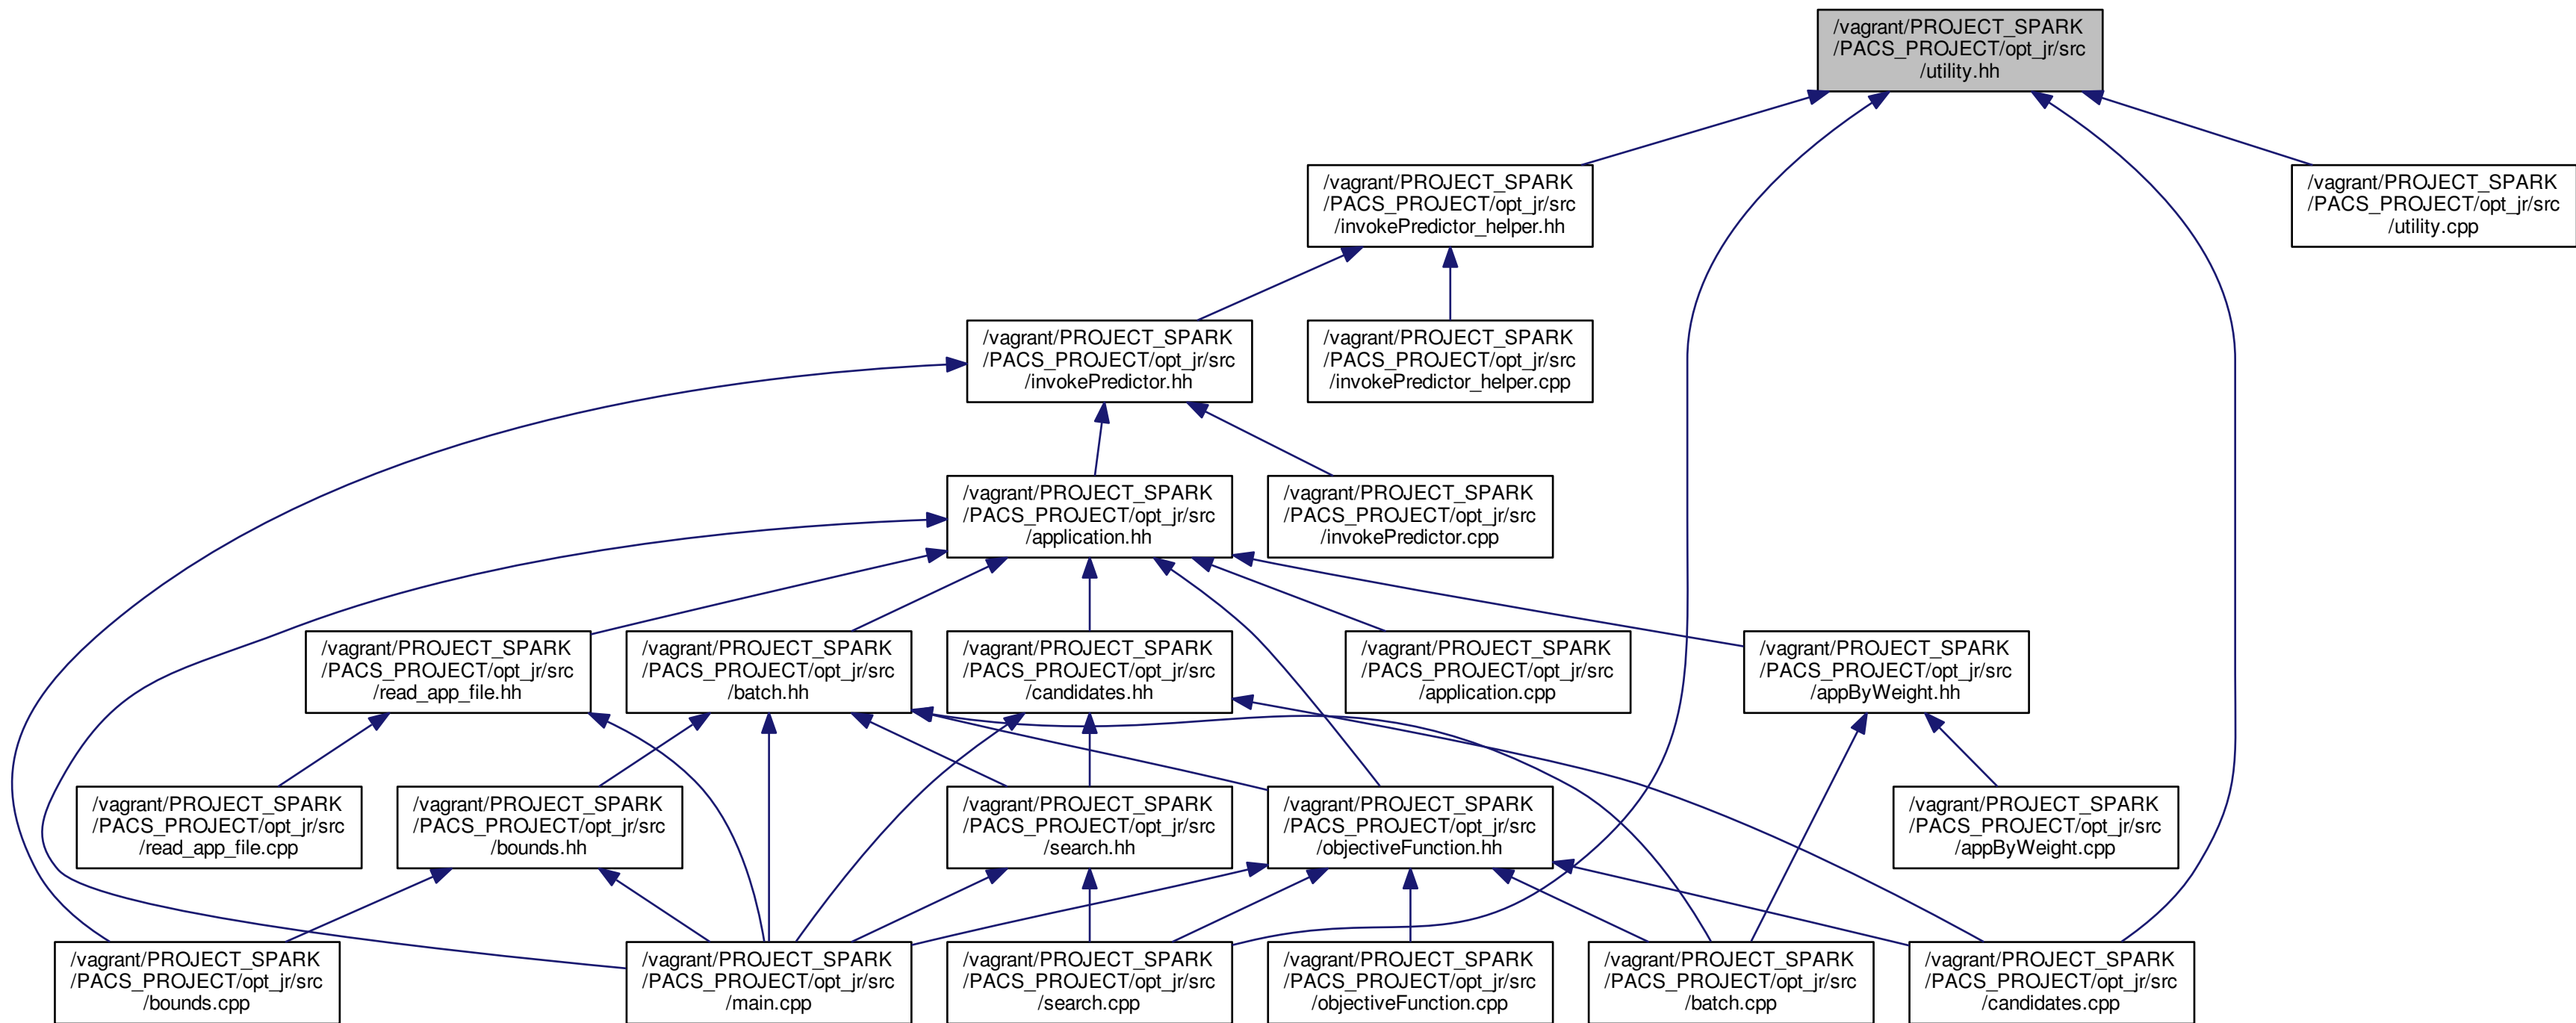 /vagrant/PROJECT_SPARK
/PACS_PROJECT/opt_jr/src
/utility.hh
/vagrant/PROJECT_SPARK
/PACS_PROJECT/opt_jr/src
/invokePredictor_helper.hh
/vagrant/PROJECT_SPARK
/PACS_PROJECT/opt_jr/src
/utility.cpp
/vagrant/PROJECT_SPARK
/PACS_PROJECT/opt_jr/src
/invokePredictor.hh
/vagrant/PROJECT_SPARK
/PACS_PROJECT/opt_jr/src
/invokePredictor_helper.cpp
/vagrant/PROJECT_SPARK
/PACS_PROJECT/opt_jr/src
/application.hh
/vagrant/PROJECT_SPARK
/PACS_PROJECT/opt_jr/src
/invokePredictor.cpp
/vagrant/PROJECT_SPARK
/PACS_PROJECT/opt_jr/src
/read_app_file.hh
/vagrant/PROJECT_SPARK
/PACS_PROJECT/opt_jr/src
/batch.hh
/vagrant/PROJECT_SPARK
/PACS_PROJECT/opt_jr/src
/candidates.hh
/vagrant/PROJECT_SPARK
/PACS_PROJECT/opt_jr/src
/application.cpp
/vagrant/PROJECT_SPARK
/PACS_PROJECT/opt_jr/src
/appByWeight.hh
/vagrant/PROJECT_SPARK
/PACS_PROJECT/opt_jr/src
/read_app_file.cpp
/vagrant/PROJECT_SPARK
/PACS_PROJECT/opt_jr/src
/bounds.hh
/vagrant/PROJECT_SPARK
/PACS_PROJECT/opt_jr/src
/search.hh
/vagrant/PROJECT_SPARK
/PACS_PROJECT/opt_jr/src
/objectiveFunction.hh
/vagrant/PROJECT_SPARK
/PACS_PROJECT/opt_jr/src
/appByWeight.cpp
/vagrant/PROJECT_SPARK
/PACS_PROJECT/opt_jr/src
/bounds.cpp
/vagrant/PROJECT_SPARK
/PACS_PROJECT/opt_jr/src
/main.cpp
/vagrant/PROJECT_SPARK
/PACS_PROJECT/opt_jr/src
/search.cpp
/vagrant/PROJECT_SPARK
/PACS_PROJECT/opt_jr/src
/objectiveFunction.cpp
/vagrant/PROJECT_SPARK
/PACS_PROJECT/opt_jr/src
/batch.cpp
/vagrant/PROJECT_SPARK
/PACS_PROJECT/opt_jr/src
/candidates.cpp